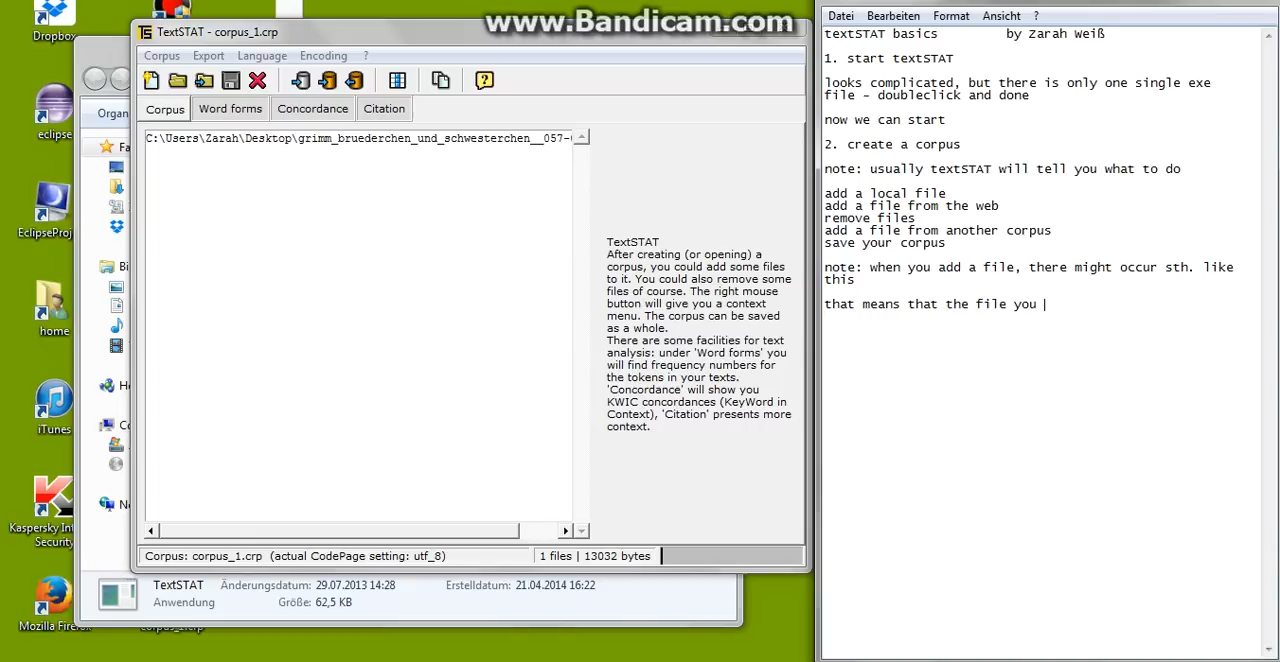 www.Bandicam.com
Dropbox
eclipse
EclipseProj
home
iTunes
Kaspersky Int
Security
Mozilla Firefox
Organ
Fa
Bi
H
C
N
TextSTAT - corpus_1.crp
Corpus Export Language Encoding ?
Corpus Word forms Concordance Citation
C:\Users\Zarah\Desktop\grimm_bruederchen_und_schwesterchen__057-
TextSTAT
After creating (or opening) a
corpus, you could add some files
to it. You could also remove some
files of course. The right mouse
button will give you a context
menu. The corpus can be saved
as a whole.
There are some facilities for text
analysis: under 'Word forms' you
will find frequency numbers for
the tokens in your texts.
'Concordance' will show you
KWIC concordances (KeyWord in
Context), 'Citation' presents more
context.
Corpus: corpus_1.crp (actual CodePage setting: utf_8)
1 files | 13032 bytes
TextSTAT Änderungsdatum: 29.07.2013 14:28 Erstelldatum: 21.04.2014 16:22
Anwendung Größe: 62,5 KB
corpus_1.crp
Datei Bearbeiten Format Ansicht ?
textSTAT basics by Zarah Weiß
1. start textSTAT
looks complicated, but there is only one single exe
file - doubleclick and done
now we can start
2. create a corpus
note: usually textSTAT will tell you what to do
add a local file
add a file from the web
remove files
add a file from another corpus
save your corpus
note: when you add a file, there might occur sth. like
this
that means that the file you